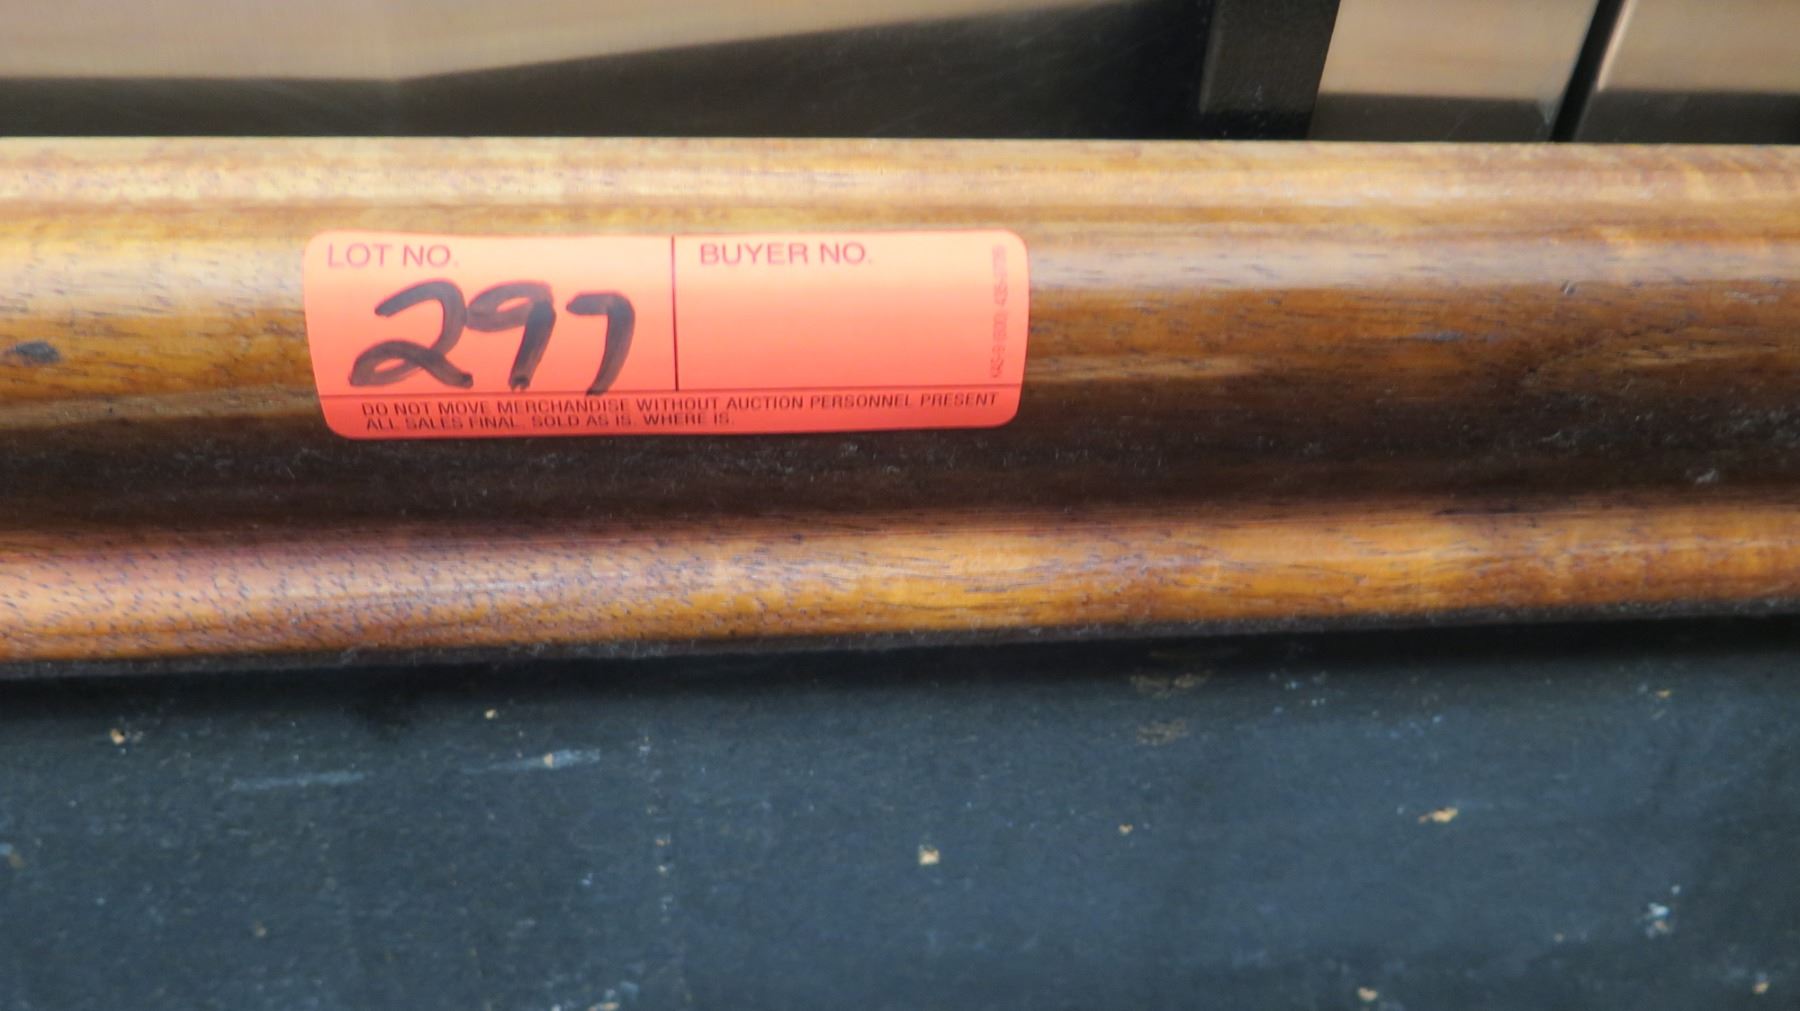 LOT NO. BUYER NO.
297
DO NOT MOVE MERCHANDISE WITHOUT AUCTION PERSONNEL PRESENT
ALL SALES FINAL. SOLD AS IS. WHERE IS.